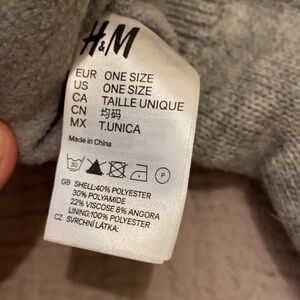 H&M
EUR ONE SIZE
US ONE SIZE
CA TAILLE UNIQUE
CN 均码
MX T.UNICA
Made in China
30 P
GB SHELL:40% POLYESTER
30% POLYAMIDE
22% VISCOSE 8% ANGORA
LINING:100% POLYESTER
CZ SVRCHNÍ LÁTKA: